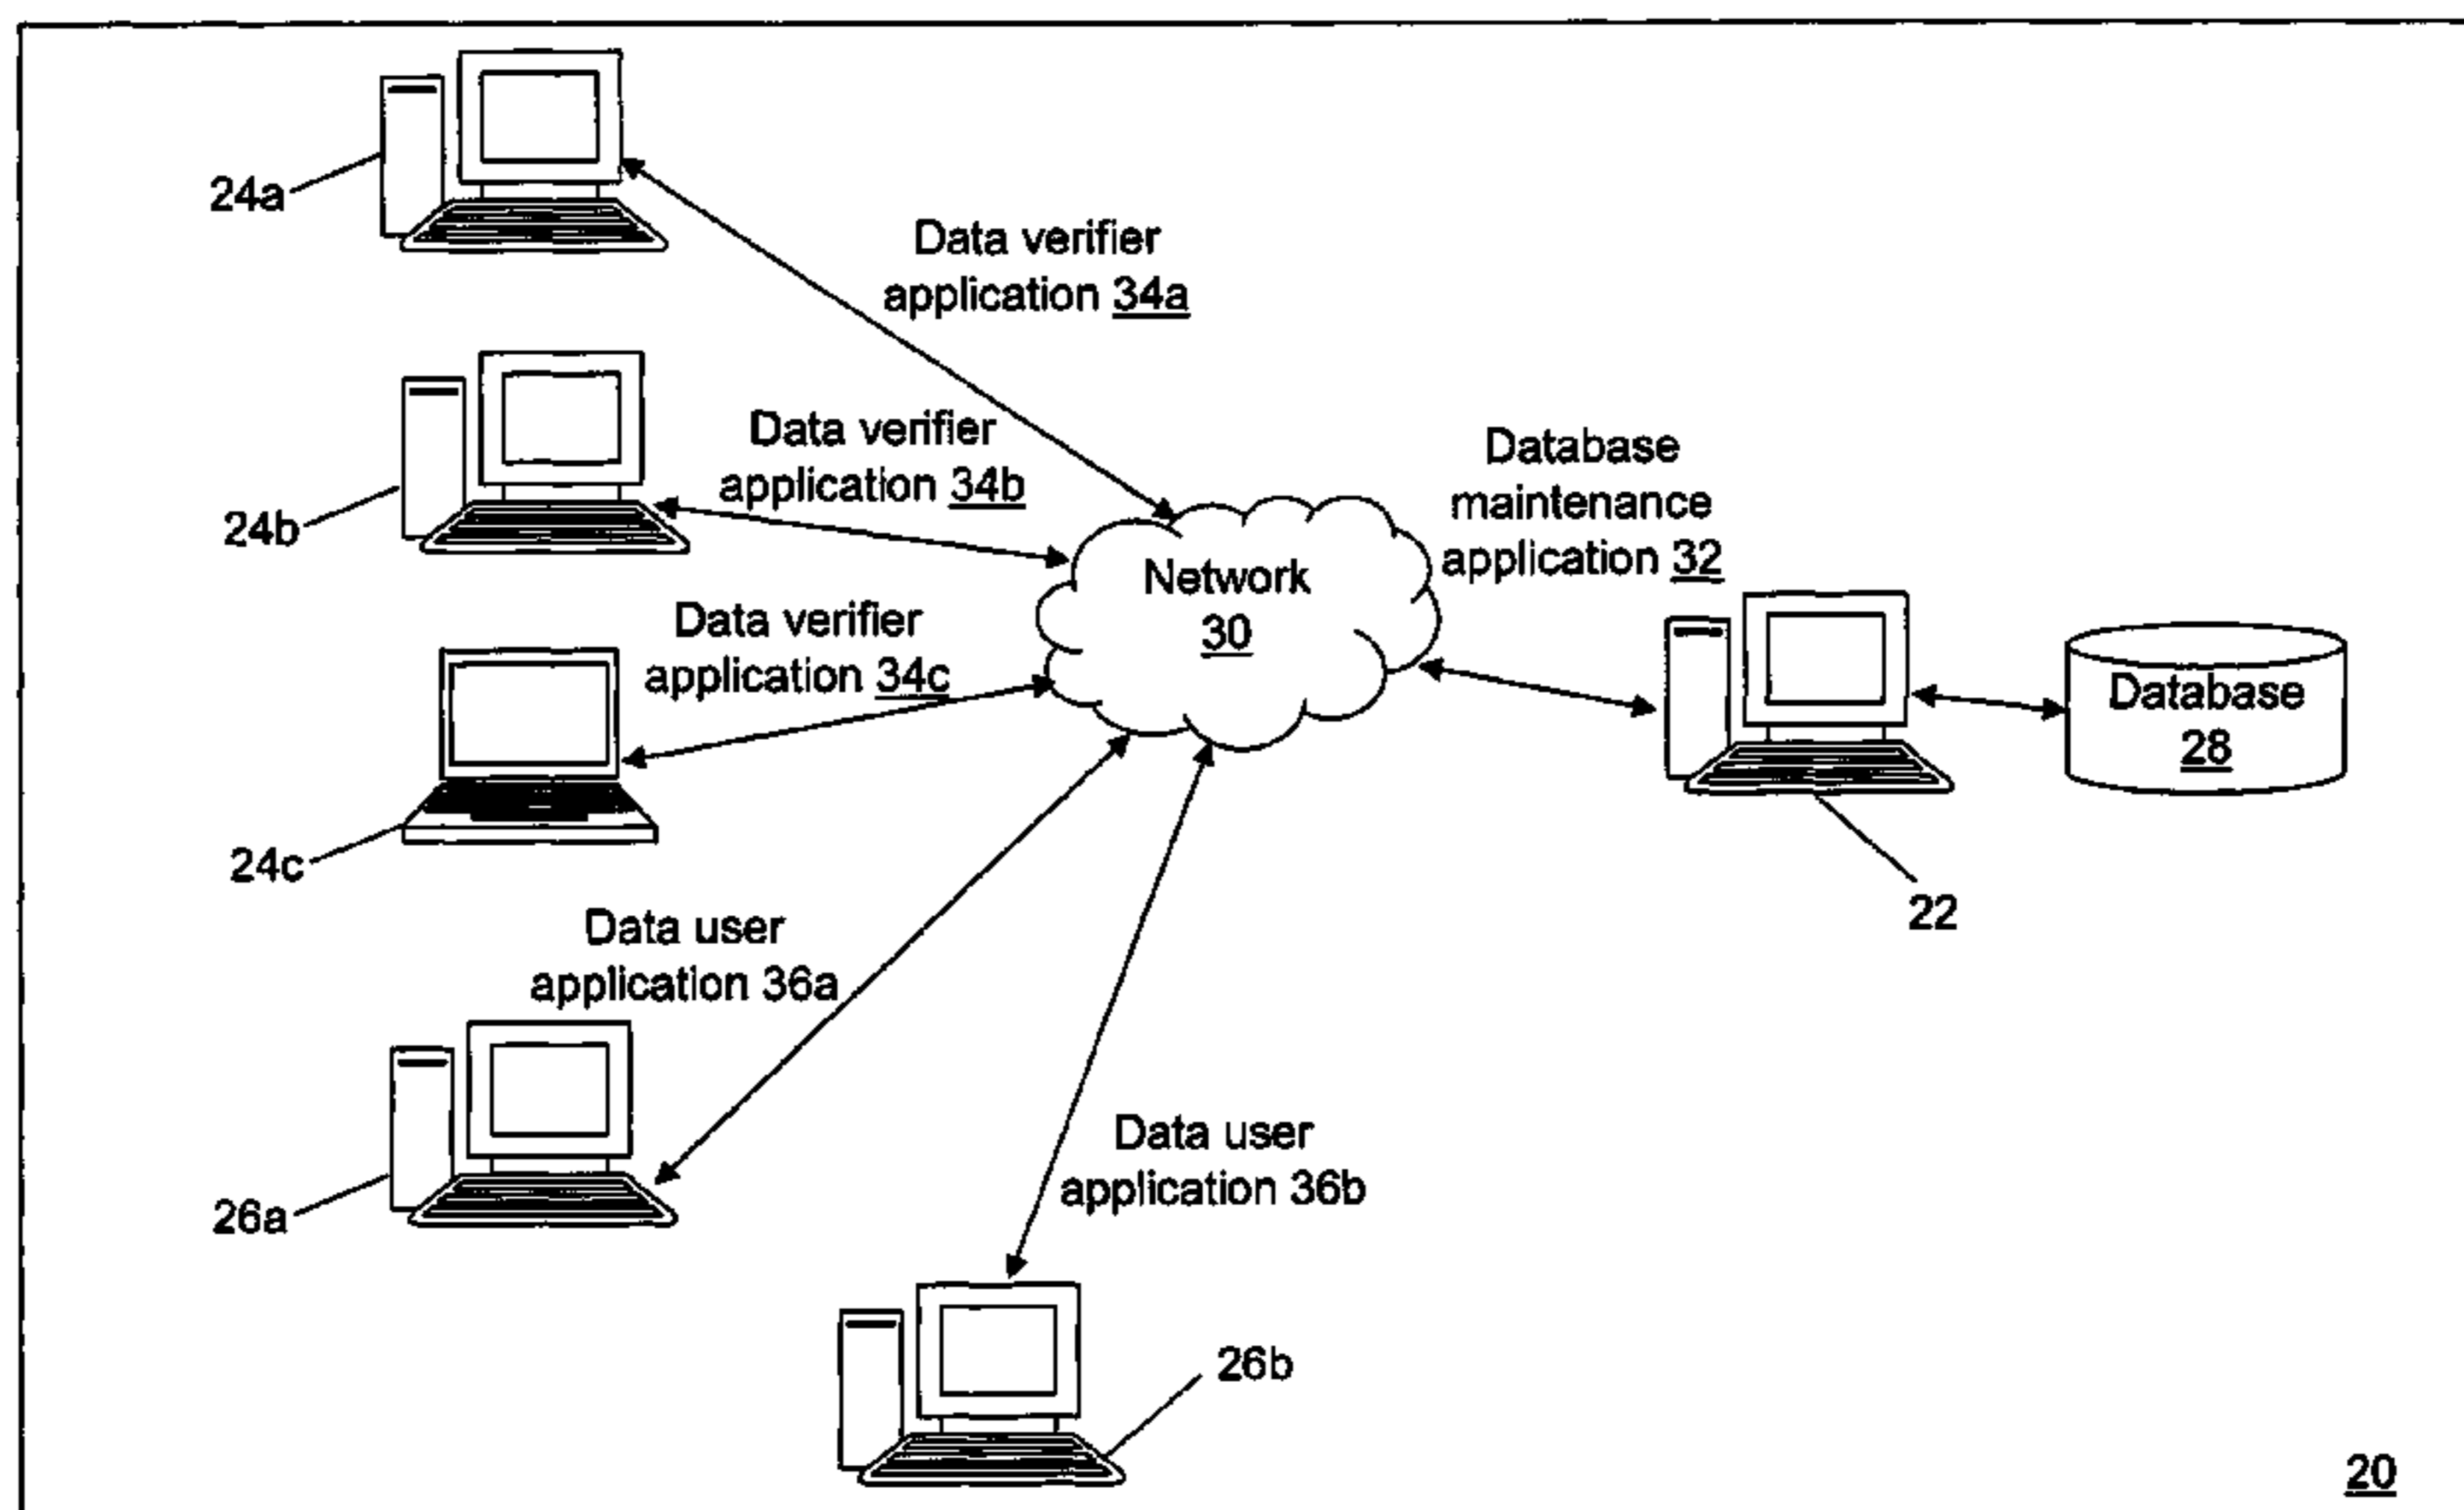 24a
Data verifier
application 34a
24b
Data verifier
application 34b
Database
maintenance
application 32
Network
30
24c
Data verifier
application 34c
Database
28
22
Data user
application 36a
26a
Data user
application 36b
26b
20